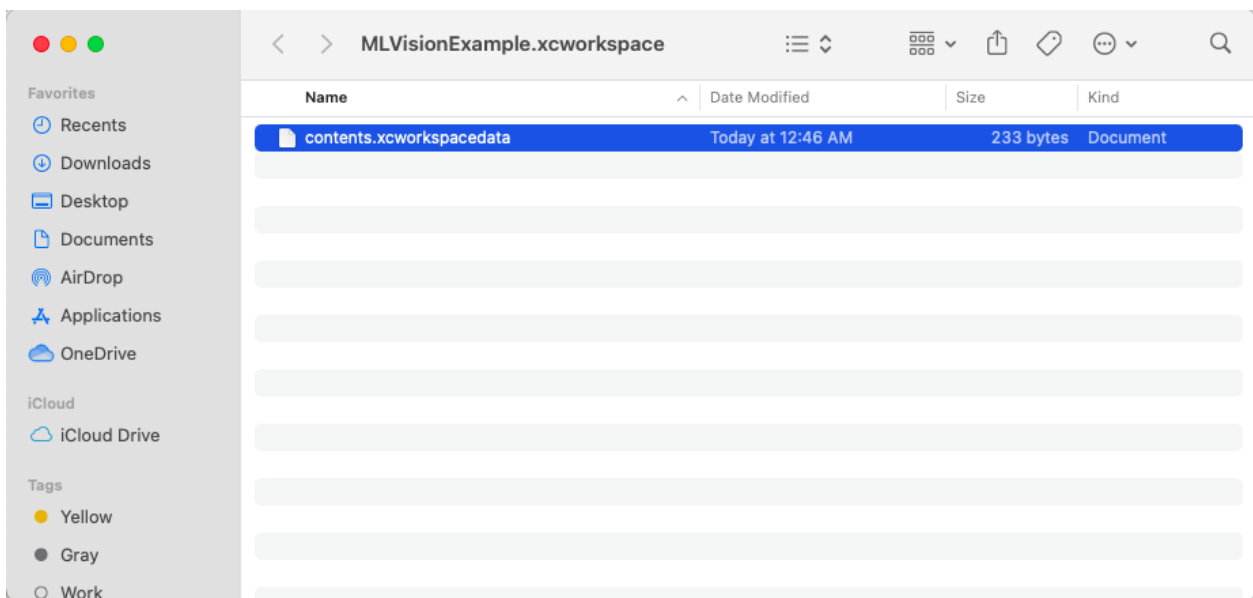 MLVisionExample.xcworkspace
Favorites
Recents
Downloads
Desktop
Documents
AirDrop
Applications
OneDrive
iCloud
iCloud Drive
Tags
Yellow
Gray
Work
Name Date Modified Size Kind
contents.xcworkspacedata Today at 12:46 AM 233 bytes Document